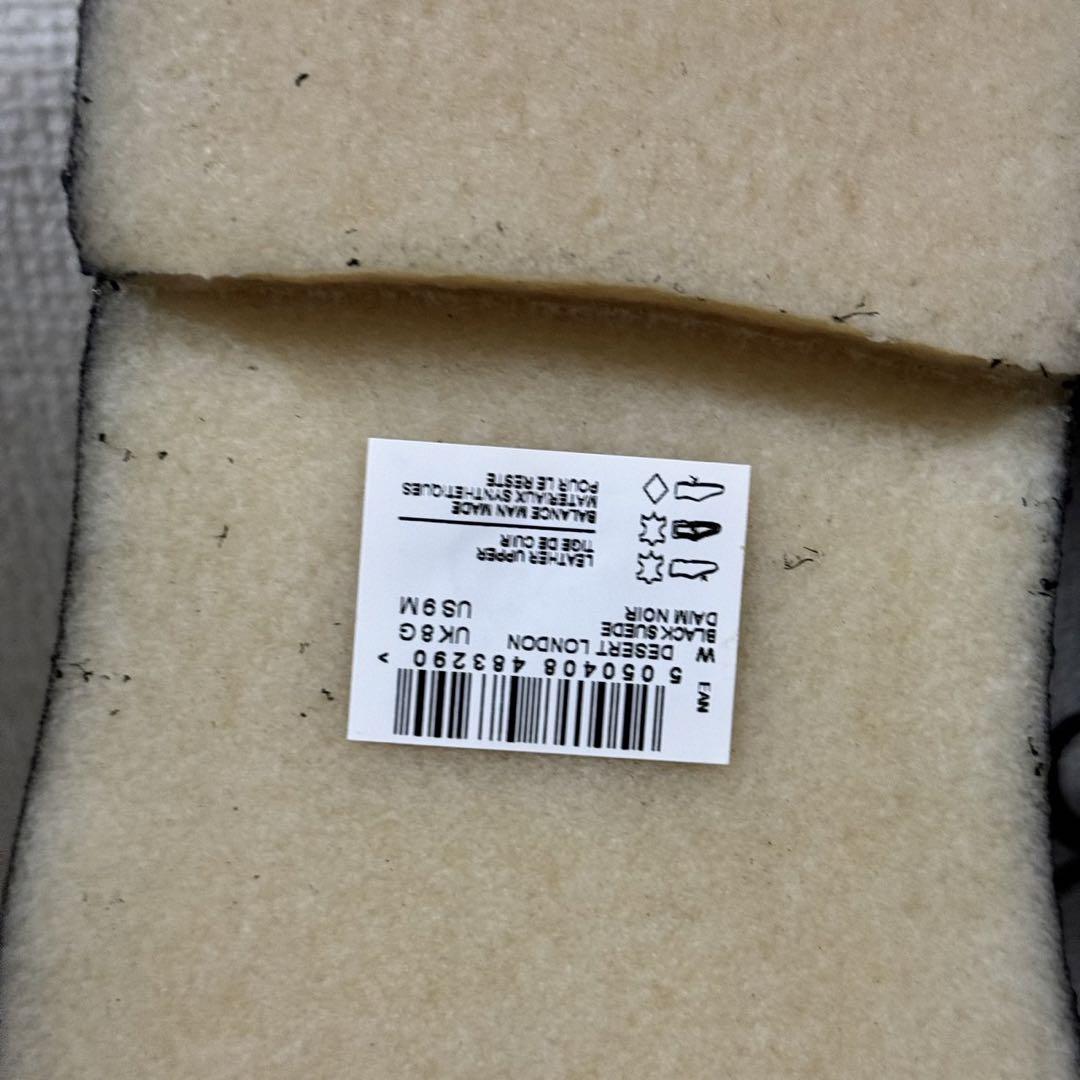 EAN
5 050408 483290 >
W DESERT LONDON UK 8 G
BLACK SUEDE
DAIM NOIR US 9 M
LEATHER UPPER
TIGE DE CUIR
BALANCE MAN MADE
MATERIAUX SYNTHETIQUES
POUR LE RESTE